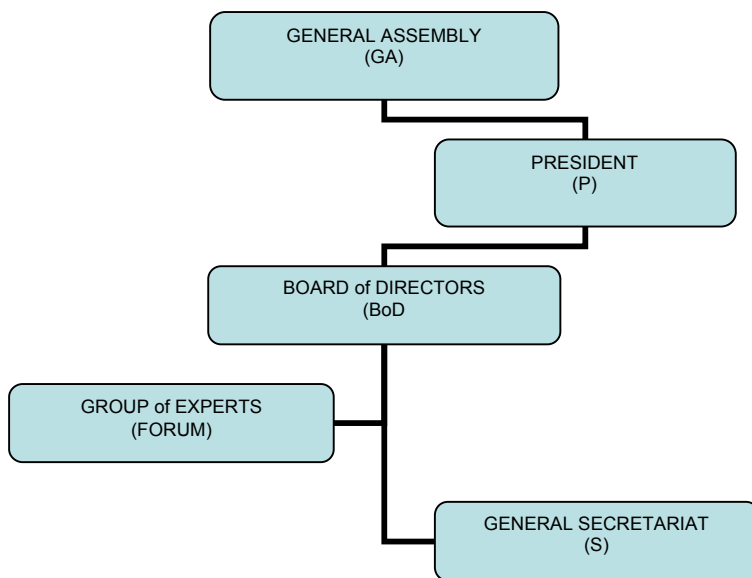 GENERAL ASSEMBLY
(GA)
PRESIDENT
(P)
BOARD of DIRECTORS
(BoD
GROUP of EXPERTS
(FORUM)
GENERAL SECRETARIAT
(S)